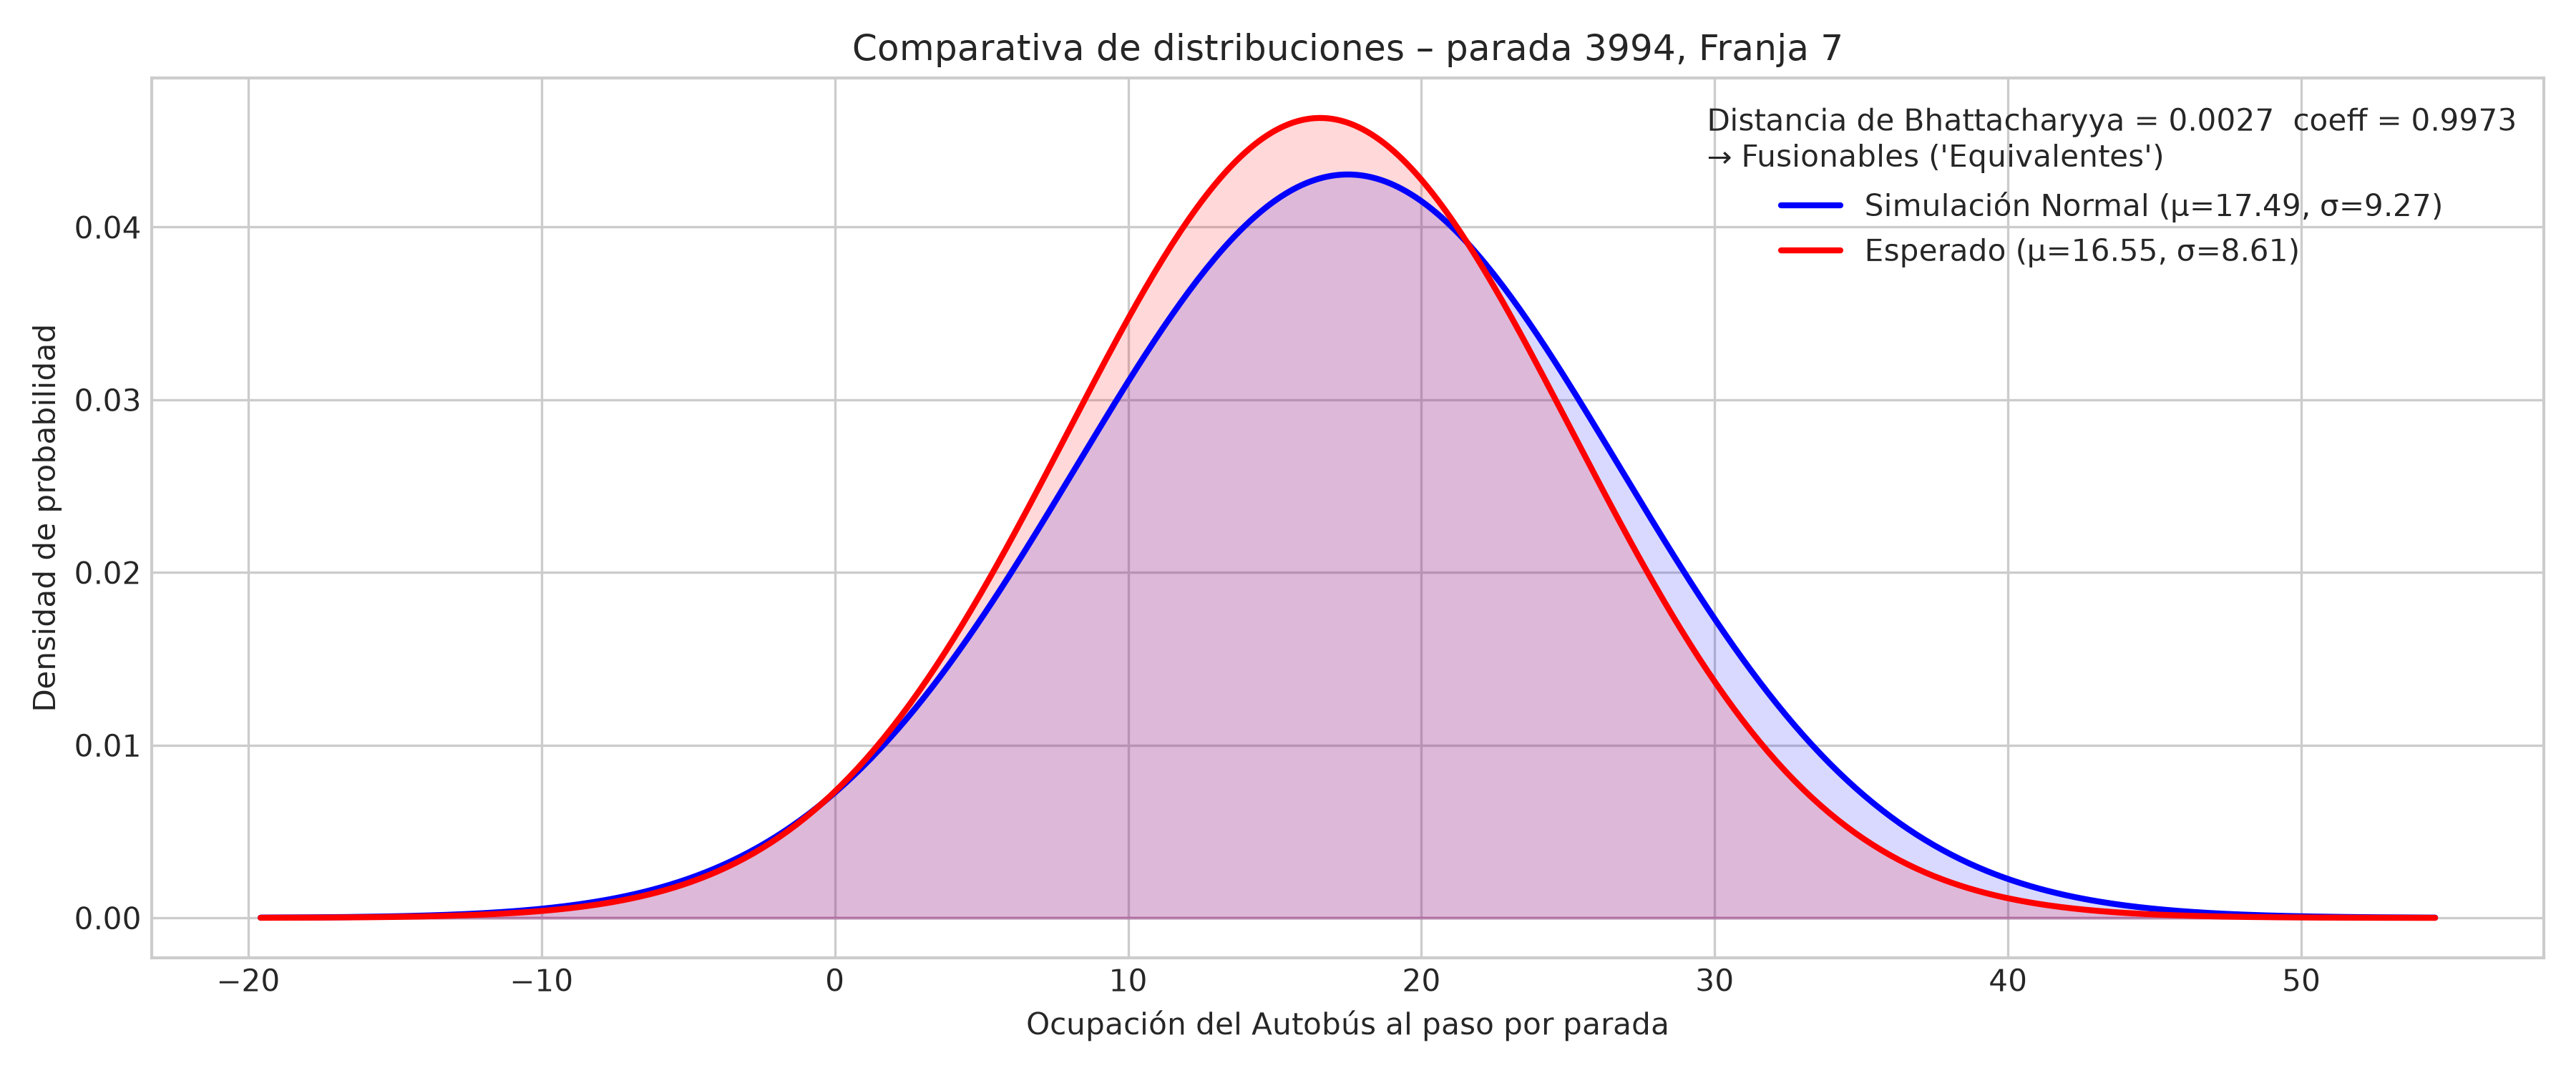 Comparativa de distribuciones – parada 3994, Franja 7
Distancia de Bhattacharyya = 0.0027  coeff = 0.9973
→ Fusionables ('Equivalentes')
Simulación Normal (μ=17.49, σ=9.27)
Esperado (μ=16.55, σ=8.61)
Densidad de probabilidad
0.04
0.03
0.02
0.01
0.00
−20 −10 0 10 20 30 40 50
Ocupación del Autobús al paso por parada